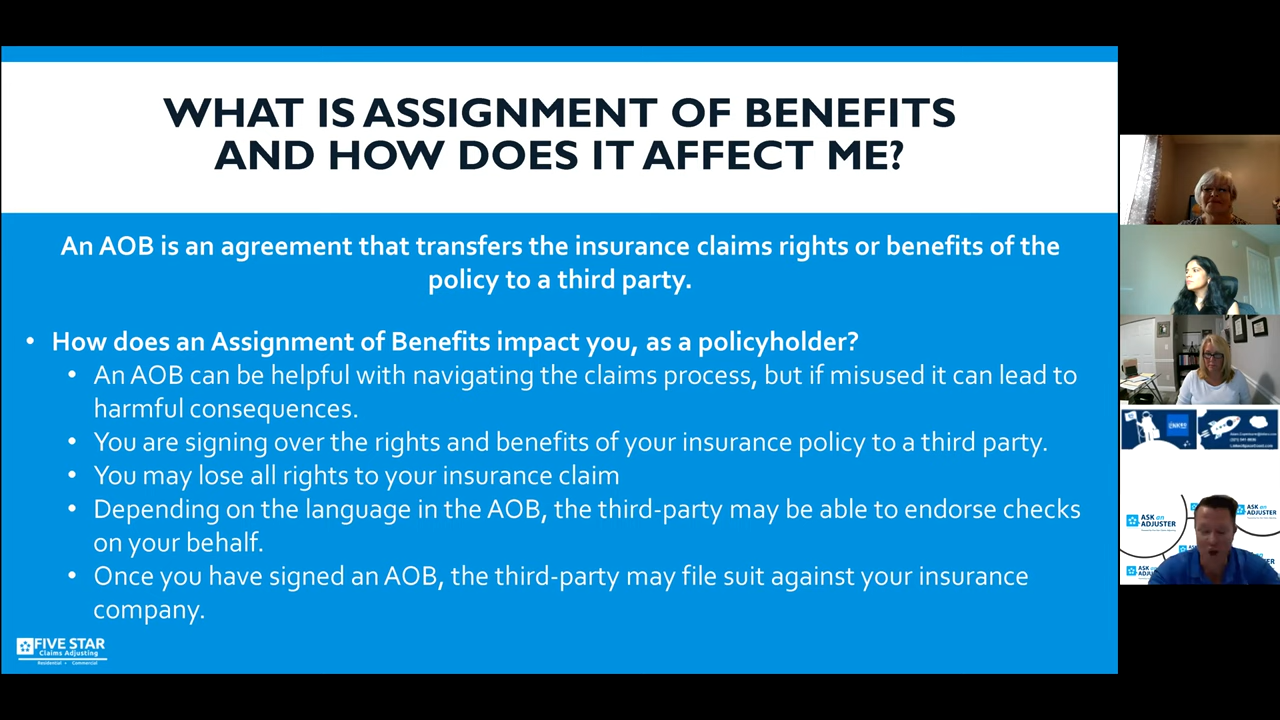 WHAT IS ASSIGNMENT OF BENEFITS
AND HOW DOES IT AFFECT ME?
An AOB is an agreement that transfers the insurance claims rights or benefits of the
policy to a third party.
• How does an Assignment of Benefits impact you, as a policyholder?
• An AOB can be helpful with navigating the claims process, but if misused it can lead to
harmful consequences.
• You are signing over the rights and benefits of your insurance policy to a third party.
• You may lose all rights to your insurance claim
• Depending on the language in the AOB, the third-party may be able to endorse checks
on your behalf.
• Once you have signed an AOB, the third-party may file suit against your insurance
company.
FIVE STAR
Claims Adjusting
Residential • Commercial
ASK an
ADJUSTER
ASK an
ADJUSTER
ASK an